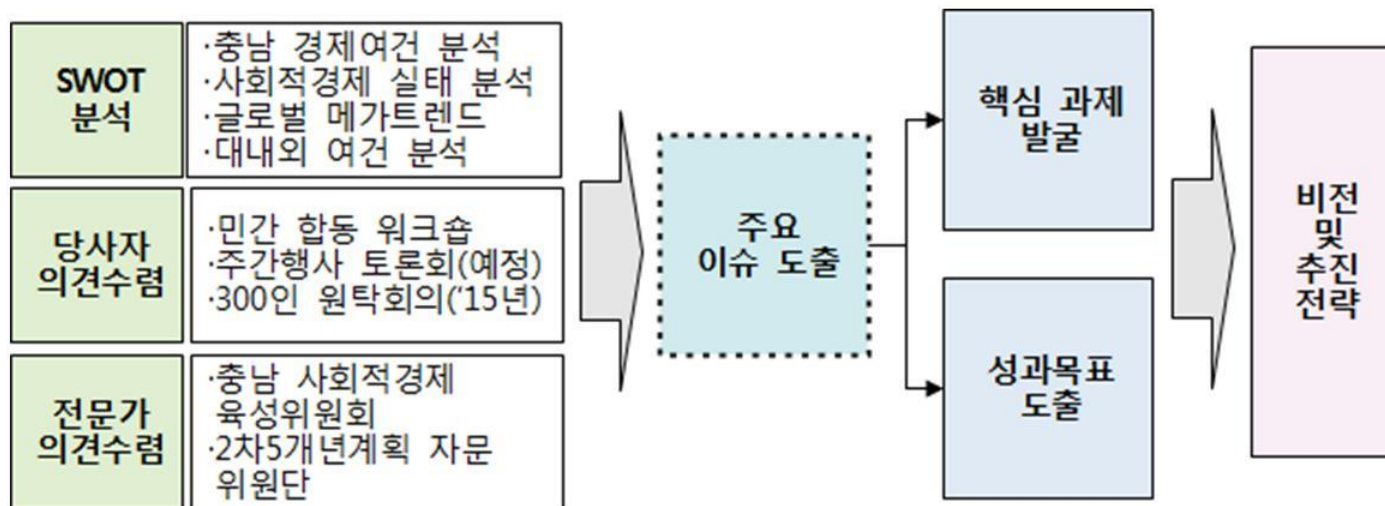 SWOT
분석
·충남 경제여건 분석
·사회적경제 실태 분석
·글로벌 메가트렌드
·대내외 여건 분석
당사자
의견수렴
·민간 합동 워크숍
·주간행사 토론회(예정)
·300인 원탁회의('15년)
전문가
의견수렴
·충남 사회적경제
육성위원회
·2차5개년계획 자문
위원단
주요
이슈 도출
핵심 과제
발굴
성과목표
도출
비전
및
추진
전략